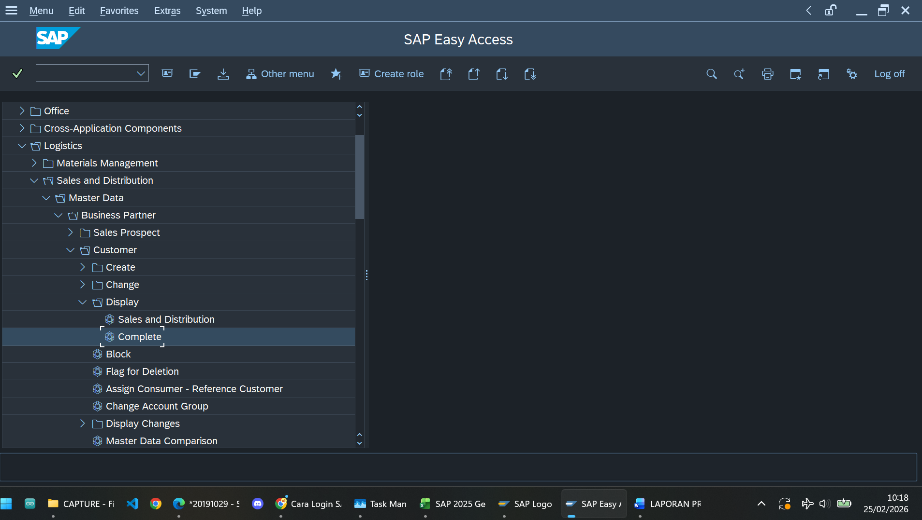 Menu Edit Favorites Extras System Help
SAP SAP Easy Access
Other menu Create role Log off
Office
Cross-Application Components
Logistics
Materials Management
Sales and Distribution
Master Data
Business Partner
Sales Prospect
Customer
Create
Change
Display
Sales and Distribution
Complete
Block
Flag for Deletion
Assign Consumer - Reference Customer
Change Account Group
Display Changes
Master Data Comparison
CAPTURE - Fi *20191029 - S Cara Login S. Task Man SAP 2025 Ge SAP Logo SAP Easy A LAPORAN PR 10:18
25/02/2026